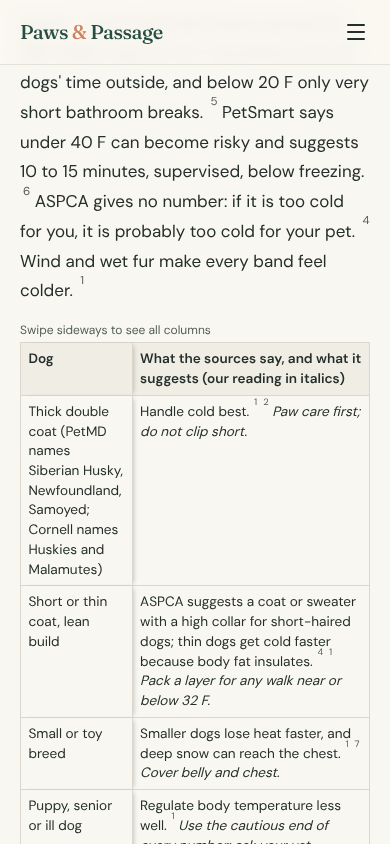 Paws & Passage
dogs' time outside, and below 20 F only very
short bathroom breaks. 5 PetSmart says
under 40 F can become risky and suggests
10 to 15 minutes, supervised, below freezing.
6 ASPCA gives no number: if it is too cold
for you, it is probably too cold for your pet. 4
Wind and wet fur make every band feel
colder. 1
Swipe sideways to see all columns
Dog
What the sources say, and what it
suggests (our reading in italics)
Thick double
coat (PetMD
names
Siberian Husky,
Newfoundland,
Samoyed;
Cornell names
Huskies and
Malamutes)
Handle cold best. 1 2 Paw care first;
do not clip short.
Short or thin
coat, lean
build
ASPCA suggests a coat or sweater
with a high collar for short-haired
dogs; thin dogs get cold faster
because body fat insulates. 4 1
Pack a layer for any walk near or
below 32 F.
Small or toy
breed
Smaller dogs lose heat faster, and
deep snow can reach the chest. 1 7
Cover belly and chest.
Puppy, senior
or ill dog
Regulate body temperature less
well. 1 Use the cautious end of